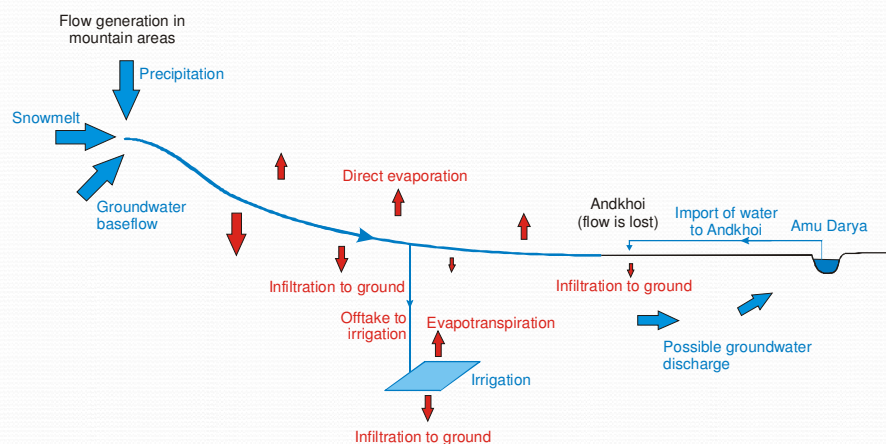 Flow generation in
mountain areas
Precipitation
Snowmelt
Groundwater
baseflow
Direct evaporation
Andkhoi
(flow is lost)
Import of water
to Andkhoi
Amu Darya
Infiltration to ground
Infiltration to ground
Offtake to
irrigation
Evapotranspiration
Possible groundwater
discharge
Irrigation
Infiltration to ground